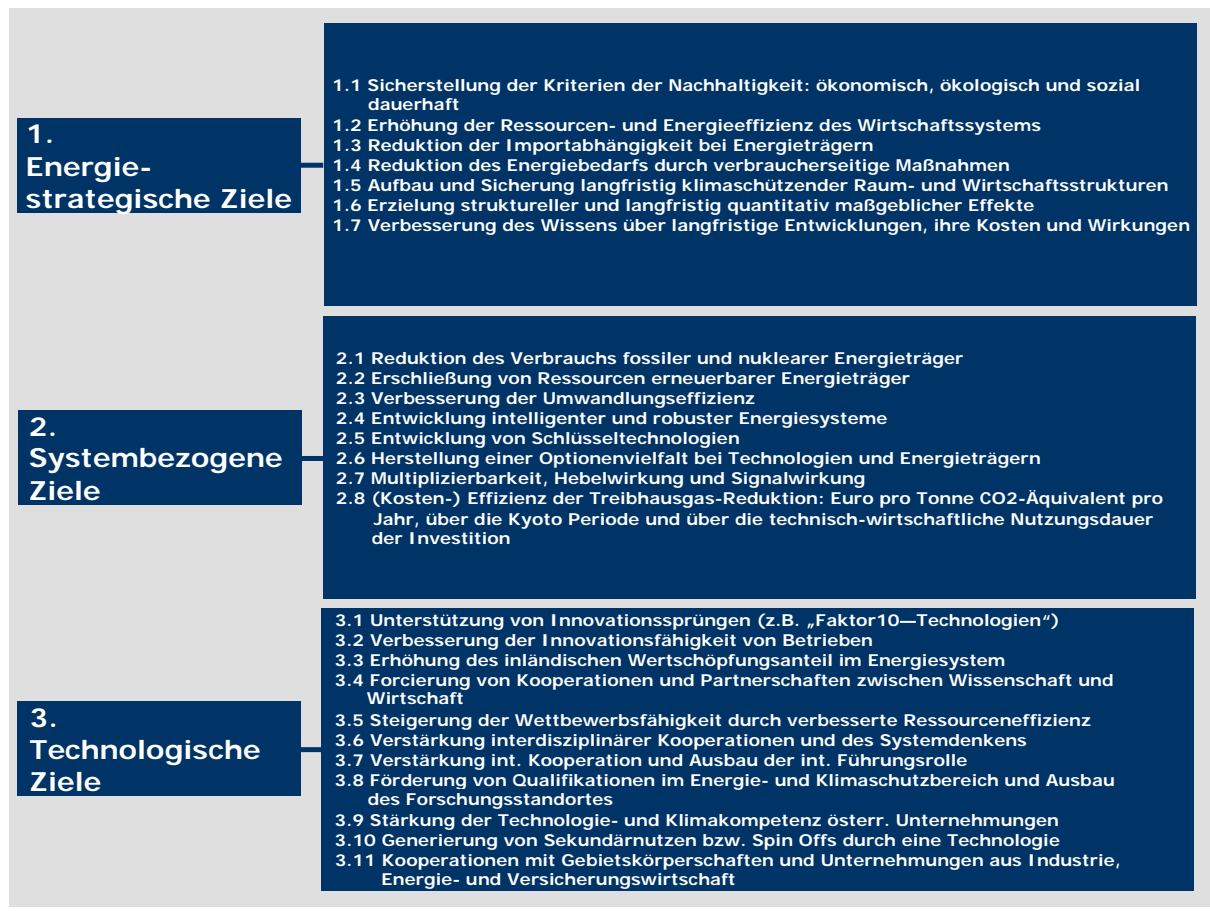 1.
Energie-
strategische Ziele
1.1 Sicherstellung der Kriterien der Nachhaltigkeit: ökonomisch, ökologisch und sozial
dauerhaft
1.2 Erhöhung der Ressourcen- und Energieeffizienz des Wirtschaftssystems
1.3 Reduktion der Importabhängigkeit bei Energieträgern
1.4 Reduktion des Energiebedarfs durch verbraucherseitige Maßnahmen
1.5 Aufbau und Sicherung langfristig klimaschützender Raum- und Wirtschaftsstrukturen
1.6 Erzielung struktureller und langfristig quantitativ maßgeblicher Effekte
1.7 Verbesserung des Wissens über langfristige Entwicklungen, ihre Kosten und Wirkungen
2.
Systembezogene
Ziele
2.1 Reduktion des Verbrauchs fossiler und nuklearer Energieträger
2.2 Erschließung von Ressourcen erneuerbarer Energieträger
2.3 Verbesserung der Umwandlungseffizienz
2.4 Entwicklung intelligenter und robuster Energiesysteme
2.5 Entwicklung von Schlüsseltechnologien
2.6 Herstellung einer Optionenvielfalt bei Technologien und Energieträgern
2.7 Multiplizierbarkeit, Hebelwirkung und Signalwirkung
2.8 (Kosten-) Effizienz der Treibhausgas-Reduktion: Euro pro Tonne CO2-Äquivalent pro
Jahr, über die Kyoto Periode und über die technisch-wirtschaftliche Nutzungsdauer
der Investition
3.
Technologische
Ziele
3.1 Unterstützung von Innovationssprüngen (z.B. „Faktor10—Technologien“)
3.2 Verbesserung der Innovationsfähigkeit von Betrieben
3.3 Erhöhung des inländischen Wertschöpfungsanteil im Energiesystem
3.4 Forcierung von Kooperationen und Partnerschaften zwischen Wissenschaft und
Wirtschaft
3.5 Steigerung der Wettbewerbsfähigkeit durch verbesserte Ressourceneffizienz
3.6 Verstärkung interdisziplinärer Kooperationen und des Systemdenkens
3.7 Verstärkung int. Kooperation und Ausbau der int. Führungsrolle
3.8 Förderung von Qualifikationen im Energie- und Klimaschutzbereich und Ausbau
des Forschungsstandortes
3.9 Stärkung der Technologie- und Klimakompetenz österr. Unternehmungen
3.10 Generierung von Sekundärnutzen bzw. Spin Offs durch eine Technologie
3.11 Kooperationen mit Gebietskörperschaften und Unternehmungen aus Industrie,
Energie- und Versicherungswirtschaft